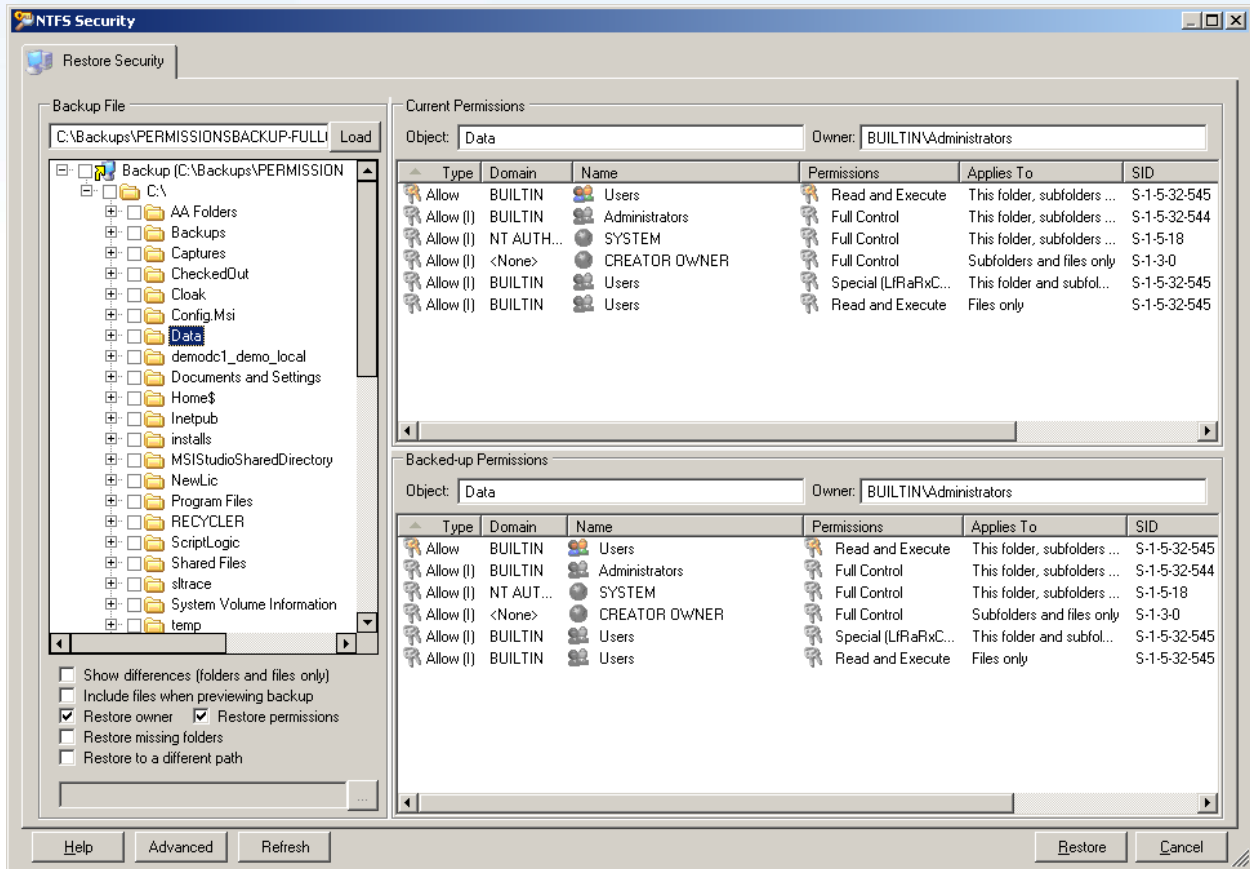 NTFS Security
Restore Security
Backup File
C:\Backups\PERMISSIONSBACKUP-FULL
Load
Backup (C:\Backups\PERMISSION
C:\
AA Folders
Backups
Captures
CheckedOut
Cloak
Config.Msi
Data
demodc1_demo_local
Documents and Settings
Home$
Inetpub
installs
MSIStudioSharedDirectory
NewLic
Program Files
RECYCLER
ScriptLogic
Shared Files
sltrace
System Volume Information
temp
Show differences (folders and files only)
Include files when previewing backup
Restore owner Restore permissions
Restore missing folders
Restore to a different path
...
Current Permissions
Object: Data Owner: BUILTIN\Administrators
Type Domain Name Permissions Applies To SID
Allow BUILTIN Users Read and Execute This folder, subfolders ... S-1-5-32-545
Allow (I) BUILTIN Administrators Full Control This folder, subfolders ... S-1-5-32-544
Allow (I) NT AUTH... SYSTEM Full Control This folder, subfolders ... S-1-5-18
Allow (I) <None> CREATOR OWNER Full Control Subfolders and files only S-1-3-0
Allow (I) BUILTIN Users Special (LfRaRxC... This folder and subfol... S-1-5-32-545
Allow (I) BUILTIN Users Read and Execute Files only S-1-5-32-545
Backed-up Permissions
Object: Data Owner: BUILTIN\Administrators
Type Domain Name Permissions Applies To SID
Allow BUILTIN Users Read and Execute This folder, subfolders ... S-1-5-32-545
Allow (I) BUILTIN Administrators Full Control This folder, subfolders ... S-1-5-32-544
Allow (I) NT AUT... SYSTEM Full Control This folder, subfolders ... S-1-5-18
Allow (I) <None> CREATOR OWNER Full Control Subfolders and files only S-1-3-0
Allow (I) BUILTIN Users Special (LfRaRxC... This folder and subfol... S-1-5-32-545
Allow (I) BUILTIN Users Read and Execute Files only S-1-5-32-545
Help Advanced Refresh Restore Cancel